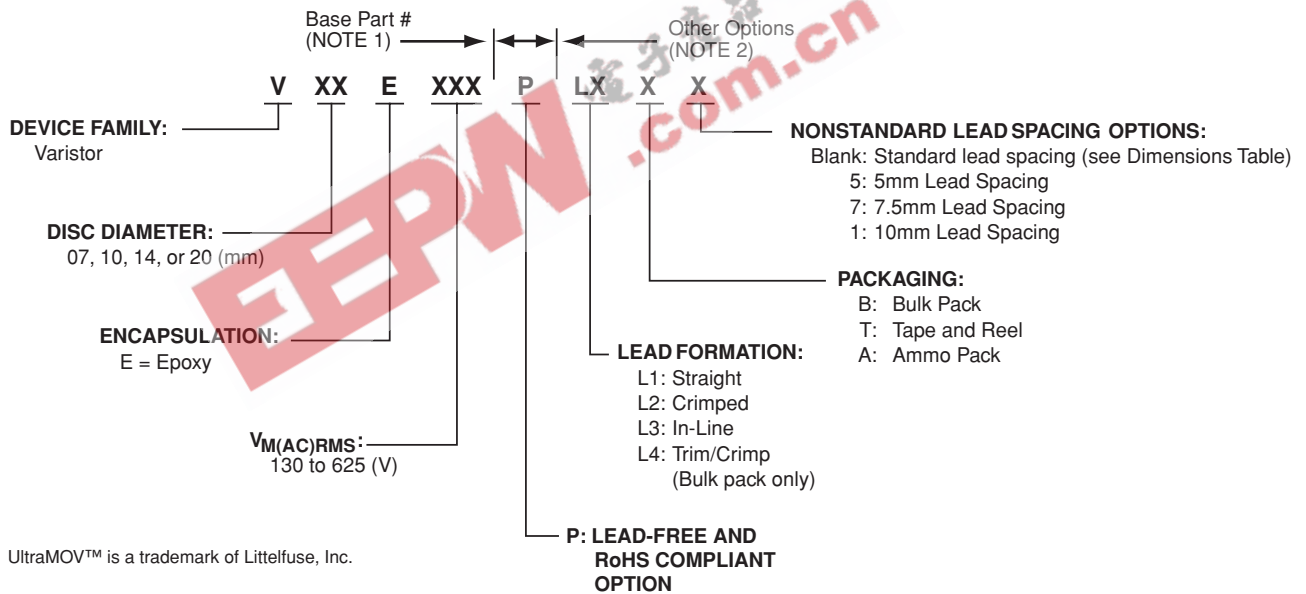 Base Part #
(NOTE 1)
Other Options
(NOTE 2)
V XX E XXX P LX X X
DEVICE FAMILY:
Varistor
DISC DIAMETER:
07, 10, 14, or 20 (mm)
ENCAPSULATION:
E = Epoxy
VM(AC)RMS:
130 to 625 (V)
P: LEAD-FREE AND
RoHS COMPLIANT
OPTION
LEAD FORMATION:
L1: Straight
L2: Crimped
L3: In-Line
L4: Trim/Crimp
(Bulk pack only)
PACKAGING:
B: Bulk Pack
T: Tape and Reel
A: Ammo Pack
NONSTANDARD LEAD SPACING OPTIONS:
Blank: Standard lead spacing (see Dimensions Table)
5: 5mm Lead Spacing
7: 7.5mm Lead Spacing
1: 10mm Lead Spacing
UltraMOV™ is a trademark of Littelfuse, Inc.
EEPW
.com.cn